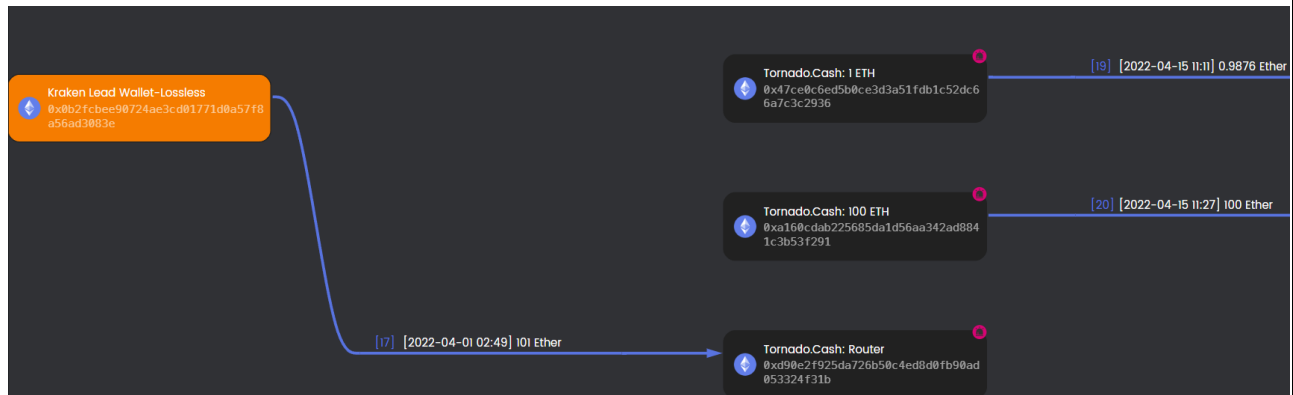 Kraken Lead Wallet-Lossless
0x0b2fcbee90724ae3cd01771d0a57f8
a56ad3083e
Tornado.Cash: 1 ETH
0x47ce0c6ed5b0ce3d3a51fdb1c52dc6
6a7c3c2936
[19] [2022-04-15 11:11] 0.9876 Ether
Tornado.Cash: 100 ETH
0xa160cdab225685da1d56aa342ad884
1c3b53f291
[20] [2022-04-15 11:27] 100 Ether
[17] [2022-04-01 02:49] 101 Ether
Tornado.Cash: Router
0xd90e2f925da726b50c4ed8d0fb90ad
053324f31b